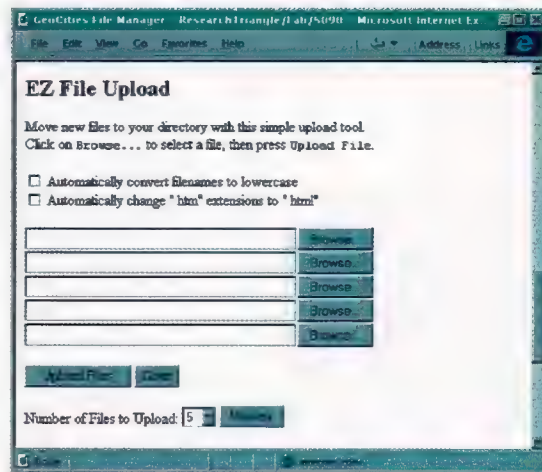 GeoCities File Manager - ResearchTriangle/Lab/5090 - Microsoft Internet Ex
File Edit View Go Favorites Help Address Links
EZ File Upload
Move new files to your directory with this simple upload tool.
Click on Browse... to select a file, then press Upload File.
Automatically convert filenames to lowercase
Automatically change ".htm" extensions to ".html"
Browse...
Browse...
Browse...
Browse...
Browse...
Upload Files Clear
Number of Files to Upload: 5